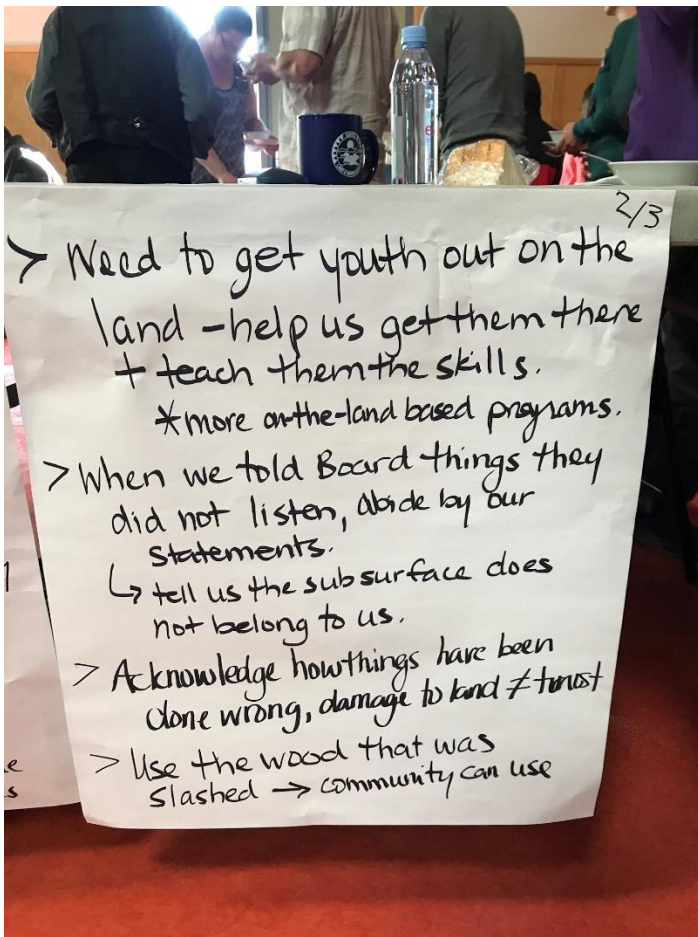 2/3
> Need to get youth out on the
land - help us get them there
+ teach them the skills.
*more on-the-land based programs.
> When we told Board things they
did not listen, abide by our
statements.
↳ tell us the subsurface does
not belong to us.
> Acknowledge how things have been
done wrong, damage to land ≠
> Use the wood that was
slashed → community can use
e
s